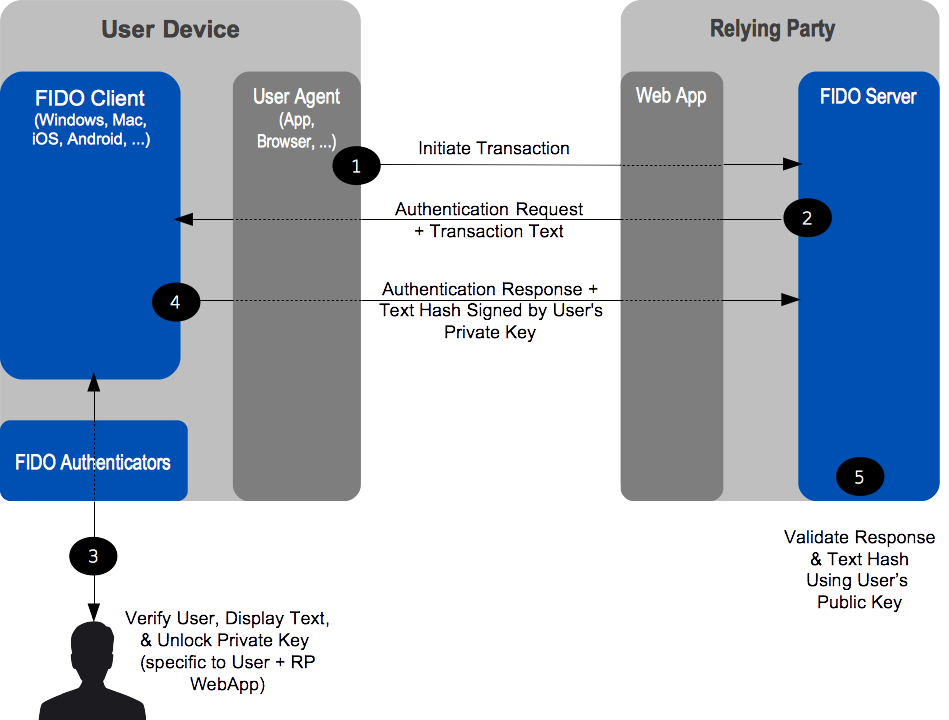 User Device
Relying Party
FIDO Client
(Windows, Mac,
iOS, Android, ...)
User Agent
(App,
Browser, ...)
Web App
FIDO Server
1
Initiate Transaction
Authentication Request
+ Transaction Text
2
4
Authentication Response +
Text Hash Signed by User's
Private Key
FIDO Authenticators
5
Validate Response
& Text Hash
Using User’s
Public Key
3
Verify User, Display Text,
& Unlock Private Key
(specific to User + RP
WebApp)